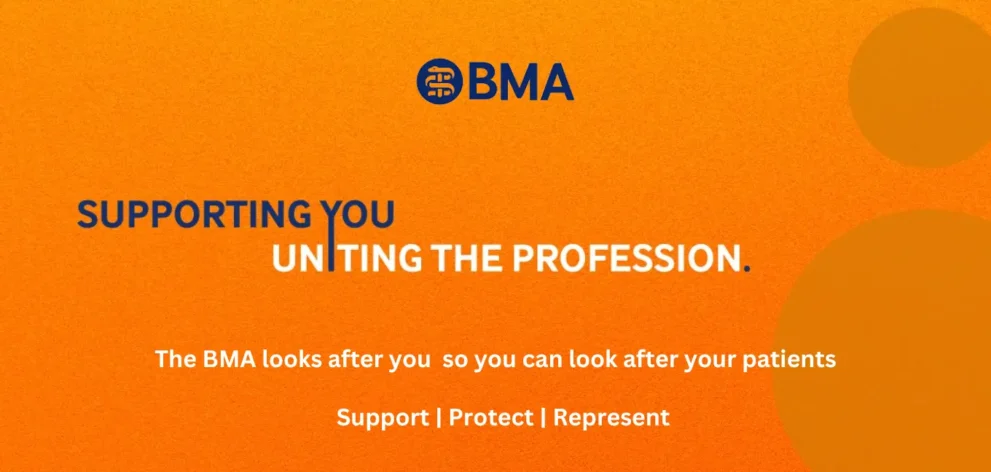 BMA
SUPPORTING YOU
UNITING THE PROFESSION.
The BMA looks after you  so you can look after your patients
Support | Protect | Represent